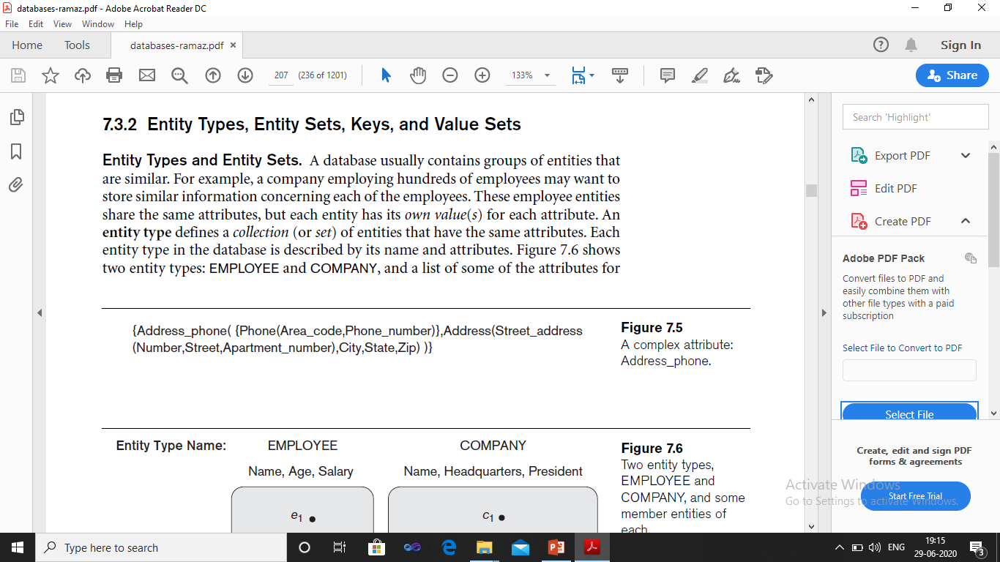 databases-ramaz.pdf - Adobe Acrobat Reader DC
File Edit View Window Help
Home Tools databases-ramaz.pdf × Sign In
207 (236 of 1201) 133% Share
7.3.2 Entity Types, Entity Sets, Keys, and Value Sets
Entity Types and Entity Sets. A database usually contains groups of entities that
are similar. For example, a company employing hundreds of employees may want to
store similar information concerning each of the employees. These employee entities
share the same attributes, but each entity has its own value(s) for each attribute. An
entity type defines a collection (or set) of entities that have the same attributes. Each
entity type in the database is described by its name and attributes. Figure 7.6 shows
two entity types: EMPLOYEE and COMPANY, and a list of some of the attributes for
{Address_phone( {Phone(Area_code,Phone_number)},Address(Street_address
(Number,Street,Apartment_number),City,State,Zip) )}
Figure 7.5
A complex attribute:
Address_phone.
Entity Type Name: EMPLOYEE COMPANY
Name, Age, Salary Name, Headquarters, President
e1 c1
Figure 7.6
Two entity types,
EMPLOYEE and
COMPANY, and some
member entities of
each.
Search 'Highlight'
Export PDF
Edit PDF
Create PDF
Adobe PDF Pack
Convert files to PDF and
easily combine them with
other file types with a paid
subscription
Select File to Convert to PDF
Select File
Create, edit and sign PDF
forms & agreements
Start Free Trial
Activate Windows
Go to Settings to activate Windows.
Type here to search
ENG
19:15
29-06-2020
3